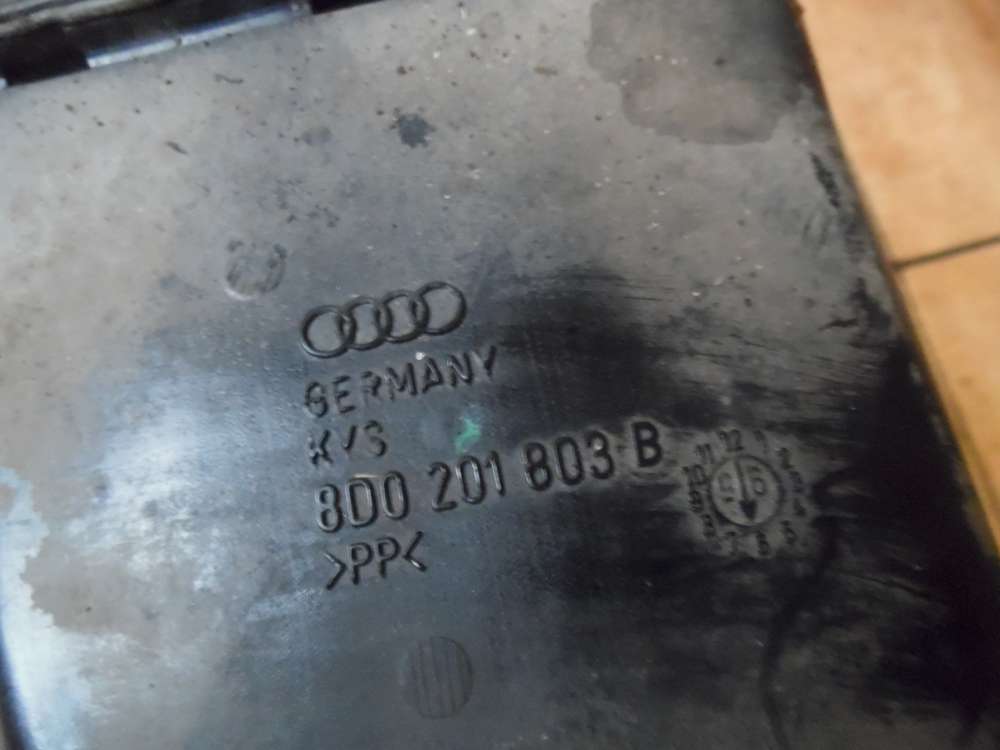 GERMANY
KVS
8D0 201 803 B
>PP<